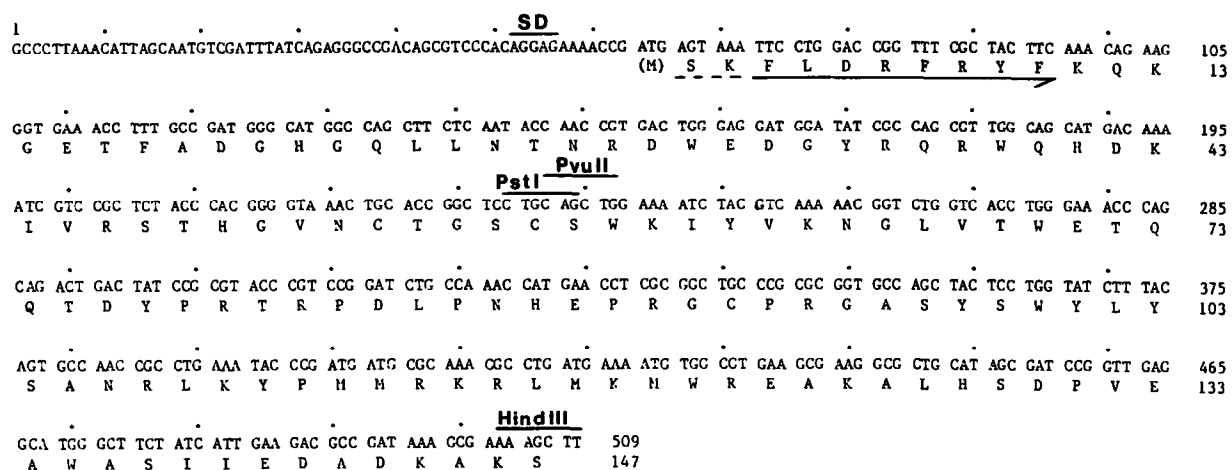 1
SD
GCCCTTAAACATTAGCAATGTCGATTTATCAGAGGGCCGACAGCGTCCCACAGGAGAAAACCG ATG AGT AAA TTC CTG GAC CGG TTT CGC TAC TTC AAA CAG AAG 105
(M) S K F L D R F R Y F K Q K 13
GGT GAA ACC TTT GCC GAT GGG CAT GGC CAG CTT CTC AAT ACC AAC CGT GAC TGG GAG GAT GGA TAT CGC CAG CGT TGG CAG CAT GAC AAA 195
G E T F A D G H G Q L L N T N R D W E D G Y R Q R W Q H D K 43
PvuII
PstI
ATC GTC CGC TCT ACC CAC GGG GTA AAC TGC ACC GGC TCC TGC AGC TGG AAA ATC TAC GTC AAA AAC GGT CTG GTC ACC TGG GAA ACC CAG 285
I V R S T H G V N C T G S C S W K I Y V K N G L V T W E T Q 73
CAG ACT GAC TAT CCG CGT ACC CGT CCG GAT CTG CCA AAC CAT GAA CCT CGC GGC TGC CCG CGC GGT GCC AGC TAC TCC TGG TAT CTT TAC 375
Q T D Y P R T R P D L P N H E P R G C P R G A S Y S W Y L Y 103
AGT GCC AAC CGC CTG AAA TAC CCG ATG ATG CGC AAA CGC CTG ATG AAA ATG TGG CGT GAA GCG AAG GCG CTG CAT AGC GAT CCG GTT GAG 465
S A N R L K Y P M M R K R L M K M W R E A K A L H S D P V E 133
HindIII
GCA TGG GCT TCT ATC ATT GAA GAC GCC GAT AAA GCG AAA AGC TT 509
A W A S I I E D A D K A K S 147